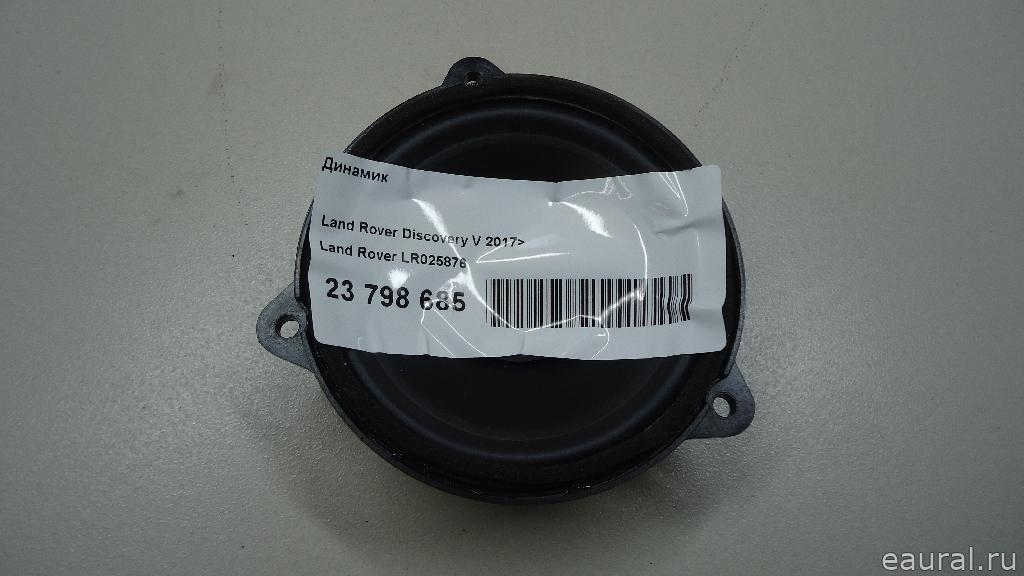 Динамик
Land Rover Discovery V 2017>
Land Rover LR025876
23 798 685
eaural.ru